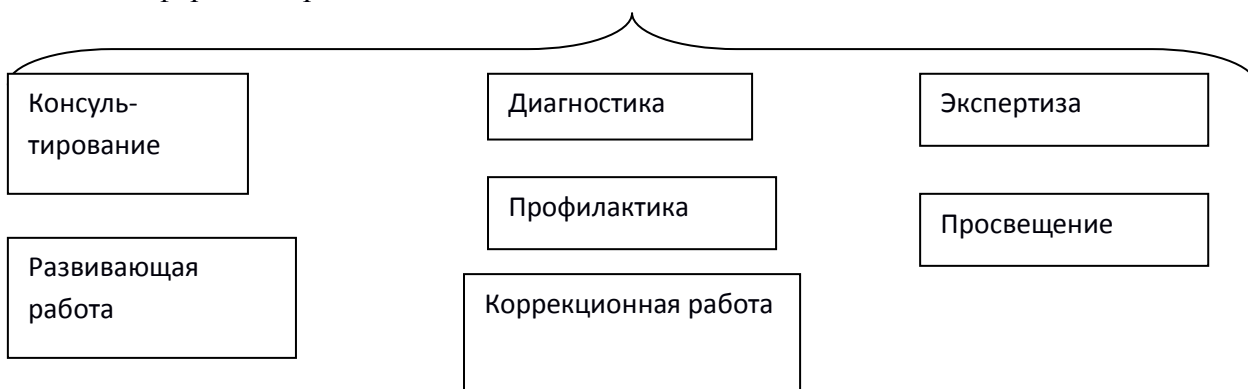 Консуль-
тирование
Диагностика
Экспертиза
Профилактика
Просвещение
Развивающая
работа
Коррекционная работа